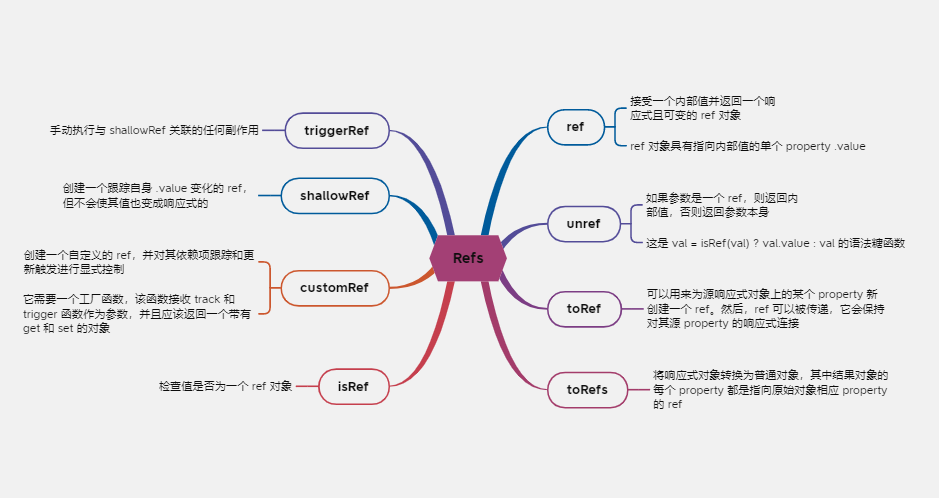 Refs
ref
接受一个内部值并返回一个响
应式且可变的 ref 对象
ref 对象具有指向内部值的单个 property .value
unref
如果参数是一个 ref，则返回内
部值，否则返回参数本身
这是 val = isRef(val) ? val.value : val 的语法糖函数
toRef
可以用来为源响应式对象上的某个 property 新
创建一个 ref。然后，ref 可以被传递，它会保持
对其源 property 的响应式连接
toRefs
将响应式对象转换为普通对象，其中结果对象的
每个 property 都是指向原始对象相应 property
的 ref
triggerRef
手动执行与 shallowRef 关联的任何副作用
shallowRef
创建一个跟踪自身 .value 变化的 ref，
但不会使其值也变成响应式的
customRef
创建一个自定义的 ref，并对其依赖项跟踪和更
新触发进行显式控制
它需要一个工厂函数，该函数接收 track 和
trigger 函数作为参数，并且应该返回一个带有
get 和 set 的对象
isRef
检查值是否为一个 ref 对象